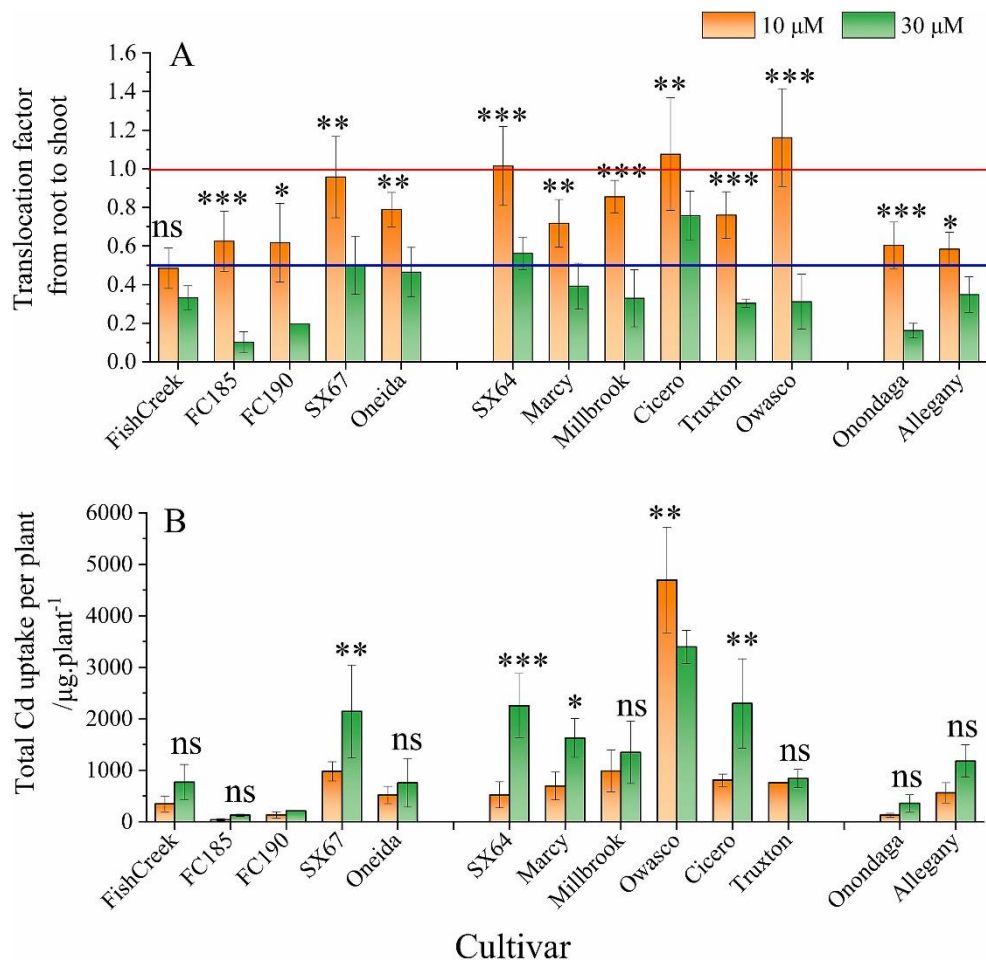 10 μM 30 μM
A
Translocation factor
from root to shoot
1.6
1.4
1.2
1.0
0.8
0.6
0.4
0.2
0.0
ns *** * ** ** *** ** *** ** *** *** *** *
FishCreek FC185 FC190 SX67 Oneida SX64 Marcy Millbrook Cicero Truxton Owasco Onondaga Allegany
B
Total Cd uptake per plant
/μg.plant-1
6000
5000
4000
3000
2000
1000
0
ns ns ** ns *** * ns ** ** ns ns ns
FishCreek FC185 FC190 SX67 Oneida SX64 Marcy Millbrook Owasco Cicero Truxton Onondaga Allegany
Cultivar